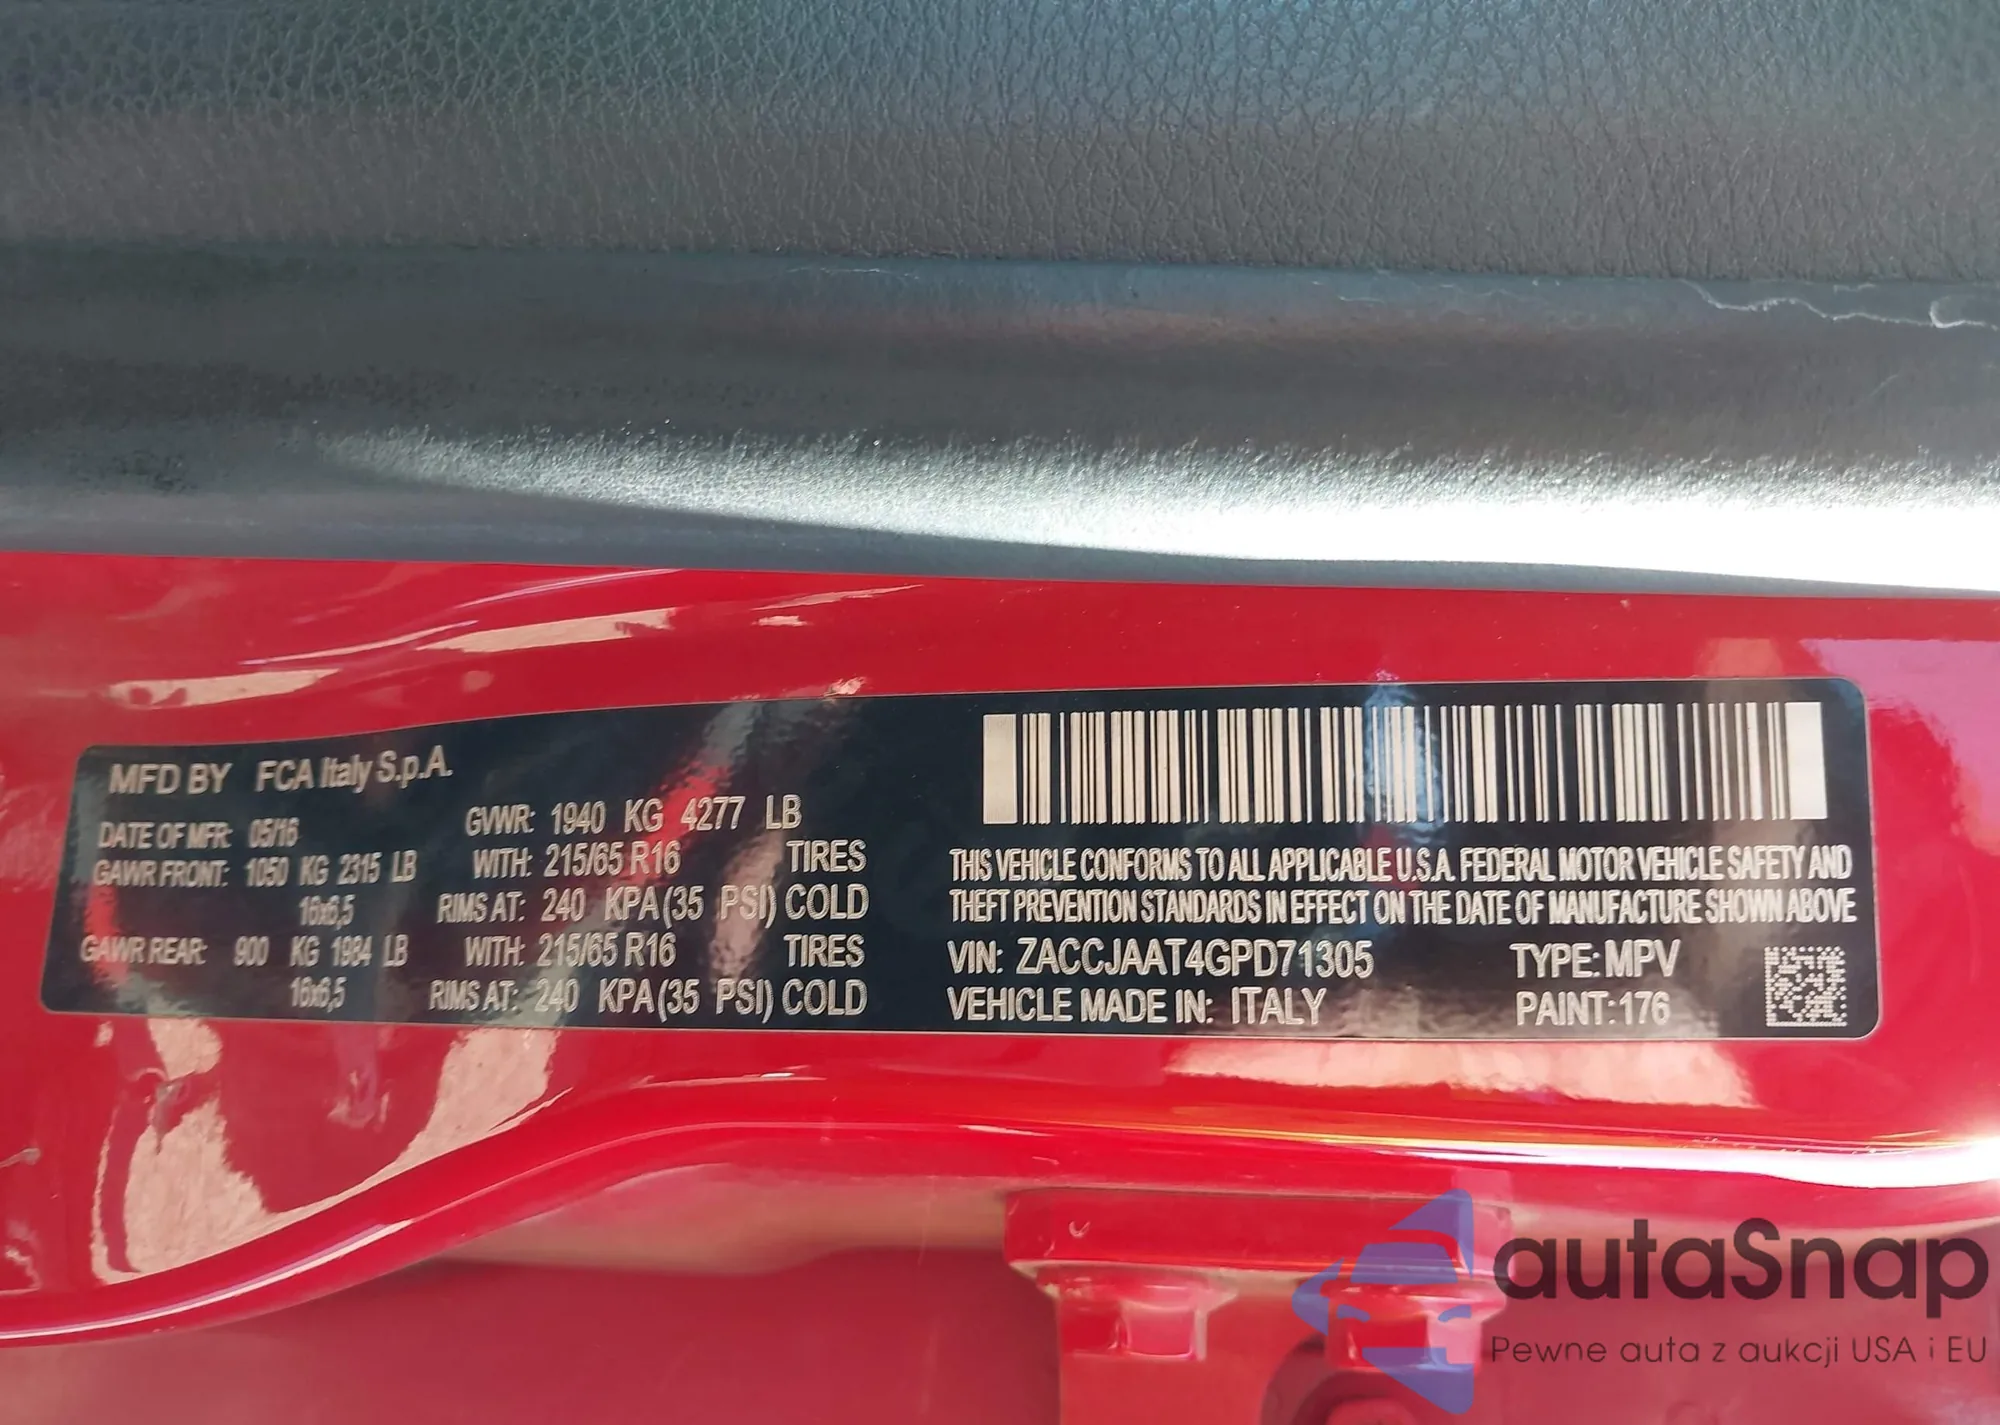 MFD BY FCA Italy S.p.A.
DATE OF MFR: 05/16 GVWR: 1940 KG 4277 LB
GAWR FRONT: 1050 KG 2315 LB WITH: 215/65 R16 TIRES
16x6,5 RIMS AT: 240 KPA (35 PSI) COLD
GAWR REAR: 900 KG 1984 LB WITH: 215/65 R16 TIRES
16x6,5 RIMS AT: 240 KPA (35 PSI) COLD
THIS VEHICLE CONFORMS TO ALL APPLICABLE U.S.A. FEDERAL MOTOR VEHICLE SAFETY AND
THEFT PREVENTION STANDARDS IN EFFECT ON THE DATE OF MANUFACTURE SHOWN ABOVE
VIN: ZACCJAAT4GPD71305 TYPE: MPV
VEHICLE MADE IN: ITALY PAINT: 176
autaSnap
Pewne auta z aukcji USA i EU